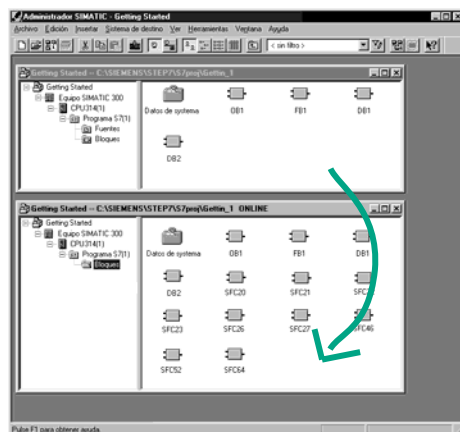 Administrador SIMATIC - Getting Started
Archivo Edición Insertar Sistema de destino Ver Herramientas Ventana Ayuda
< sin filtro >
Getting Started -- C:\SIEMENS\STEP7\S7proj\Gettin_1
Getting Started
Equipo SIMATIC 300
CPU314(1)
Programa S7(1)
Fuentes
Bloques
Datos de sistema OB1 FB1 DB1
DB2
Getting Started -- C:\SIEMENS\STEP7\S7proj\Gettin_1 ONLINE
Getting Started
Equipo SIMATIC 300
CPU314(1)
Programa S7(1)
Bloques
Datos de sistema OB1 FB1 DB1
DB2 SFC20 SFC21
SFC23 SFC26 SFC27 SFC46
SFC52 SFC64
Pulse F1 para obtener ayuda.